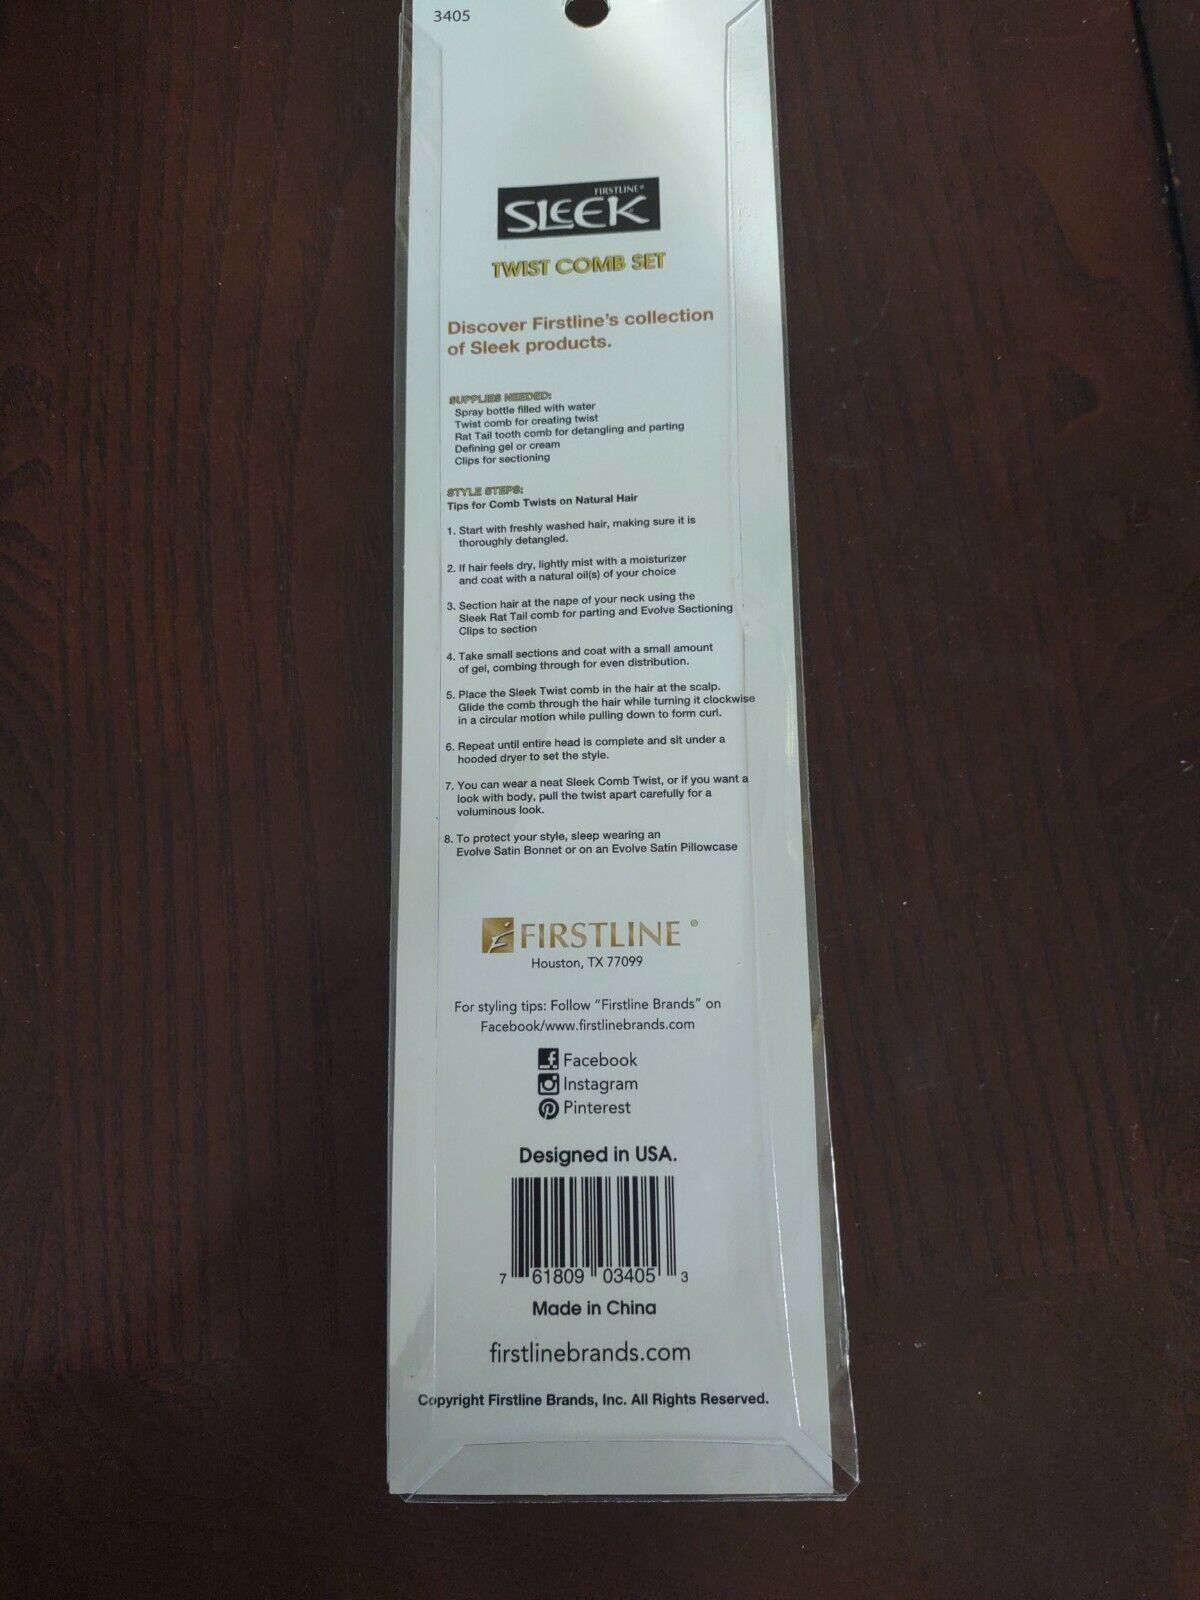 3405
FIRSTLINE®
SLEEK®
TWIST COMB SET
Discover Firstline's collection
of Sleek products.
SUPPLIES NEEDED:
Spray bottle filled with water
Twist comb for creating twist
Rat Tail tooth comb for detangling and parting
Defining gel or cream
Clips for sectioning
STYLE STEPS:
Tips for Comb Twists on Natural Hair
1. Start with freshly washed hair, making sure it is
thoroughly detangled.
2. If hair feels dry, lightly mist with a moisturizer
and coat with a natural oil(s) of your choice
3. Section hair at the nape of your neck using the
Sleek Rat Tail comb for parting and Evolve Sectioning
Clips to section
4. Take small sections and coat with a small amount
of gel, combing through for even distribution.
5. Place the Sleek Twist comb in the hair at the scalp.
Glide the comb through the hair while turning it clockwise
in a circular motion while pulling down to form curl.
6. Repeat until entire head is complete and sit under a
hooded dryer to set the style.
7. You can wear a neat Sleek Comb Twist, or if you want a
look with body, pull the twist apart carefully for a
voluminous look.
8. To protect your style, sleep wearing an
Evolve Satin Bonnet or on an Evolve Satin Pillowcase
FIRSTLINE®
Houston, TX 77099
For styling tips: Follow "Firstline Brands" on
Facebook/www.firstlinebrands.com
Facebook
Instagram
Pinterest
Designed in USA.
7 61809 03405 3
Made in China
firstlinebrands.com
Copyright Firstline Brands, Inc. All Rights Reserved.